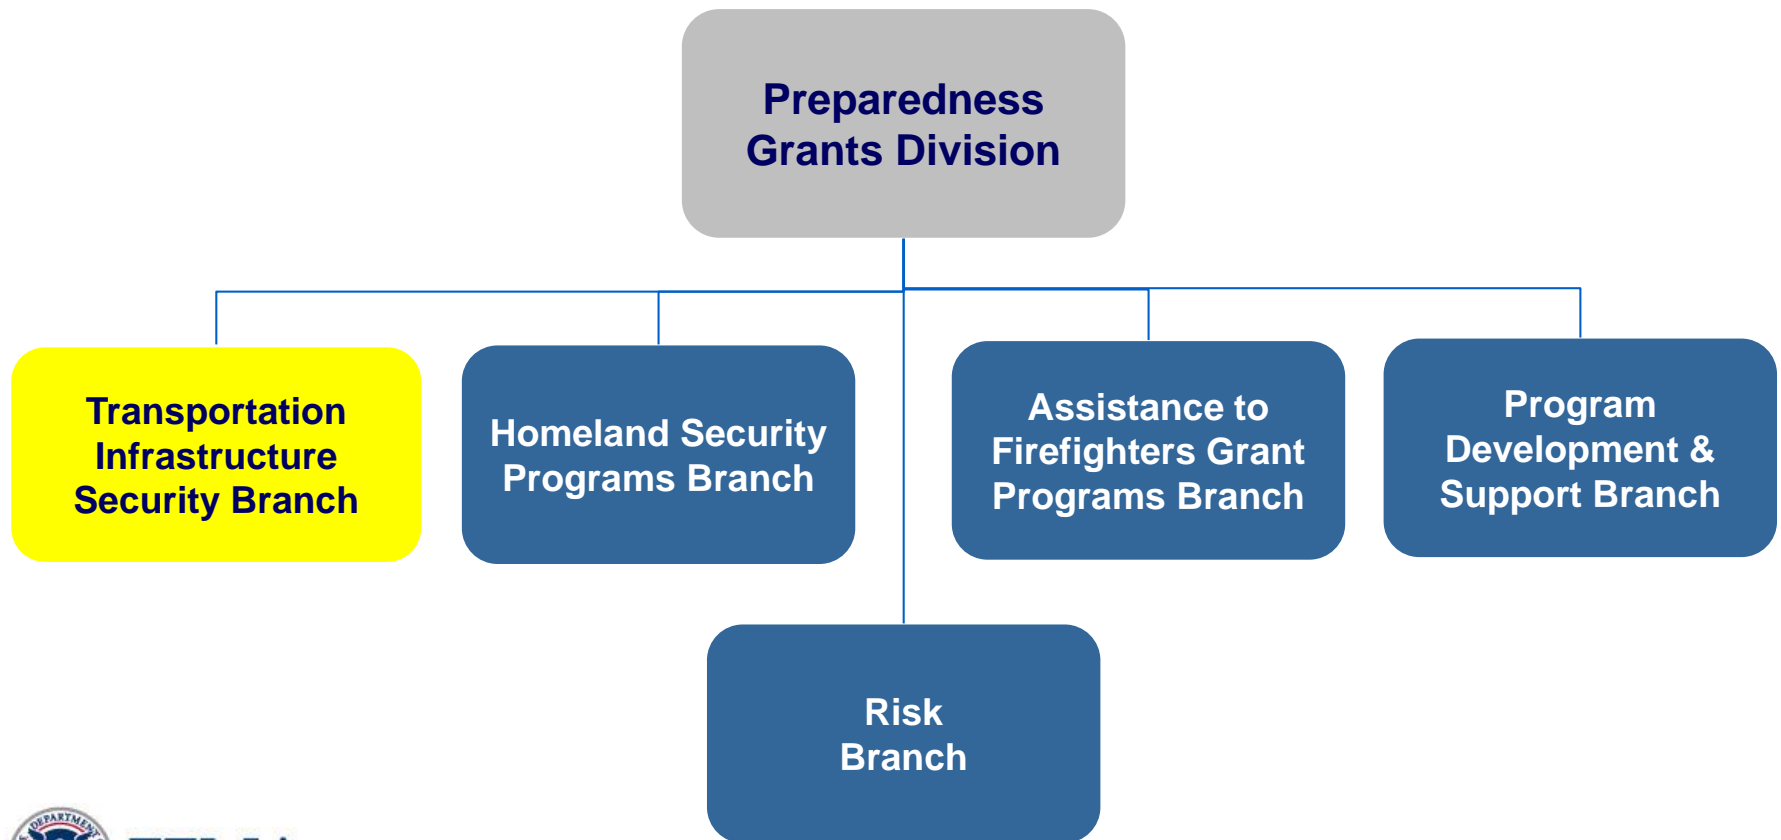 Preparedness
Grants Division
Transportation
Infrastructure
Security Branch
Homeland Security
Programs Branch
Assistance to
Firefighters Grant
Programs Branch
Program
Development &
Support Branch
Risk
Branch
DEPARTMENT